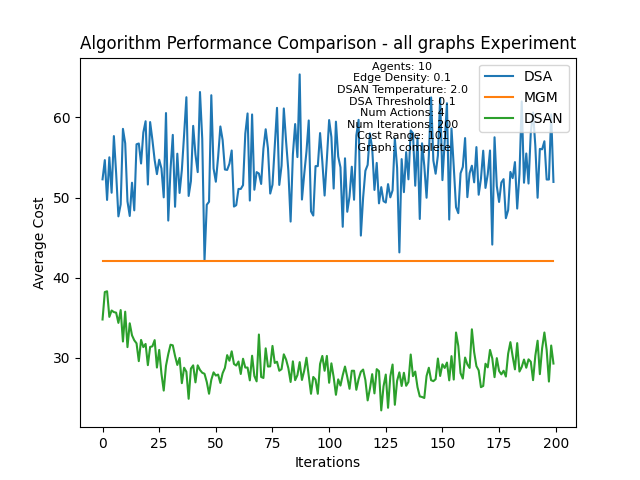 Algorithm Performance Comparison - all graphs Experiment
Agents: 10
Edge Density: 0.1
DSAN Temperature: 2.0
DSA Threshold: 0.1
Num Actions: 4
Num Iterations: 200
Cost Range: 101
Graph: complete
DSA
MGM
DSAN
Average Cost
60
50
40
30
0
25
50
75
100
125
150
175
200
Iterations